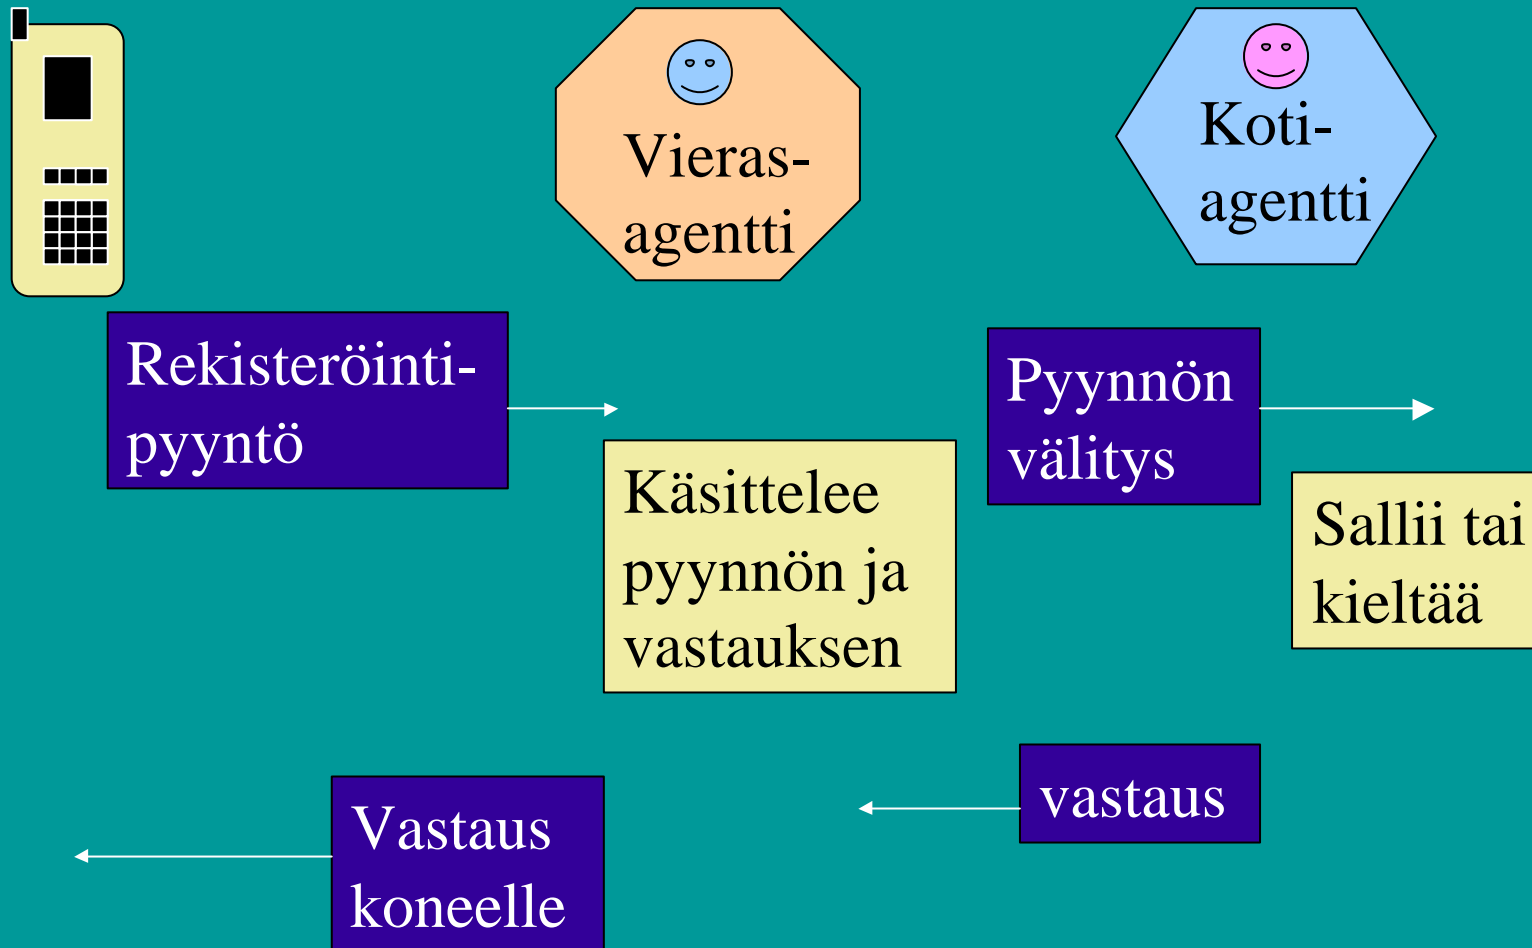 Vieras-
agentti
Koti-
agentti
Rekisteröinti-
pyyntö
Pyynnön
välitys
Käsittelee
pyynnön ja
vastauksen
Sallii tai
kieltää
vastaus
Vastaus
koneelle